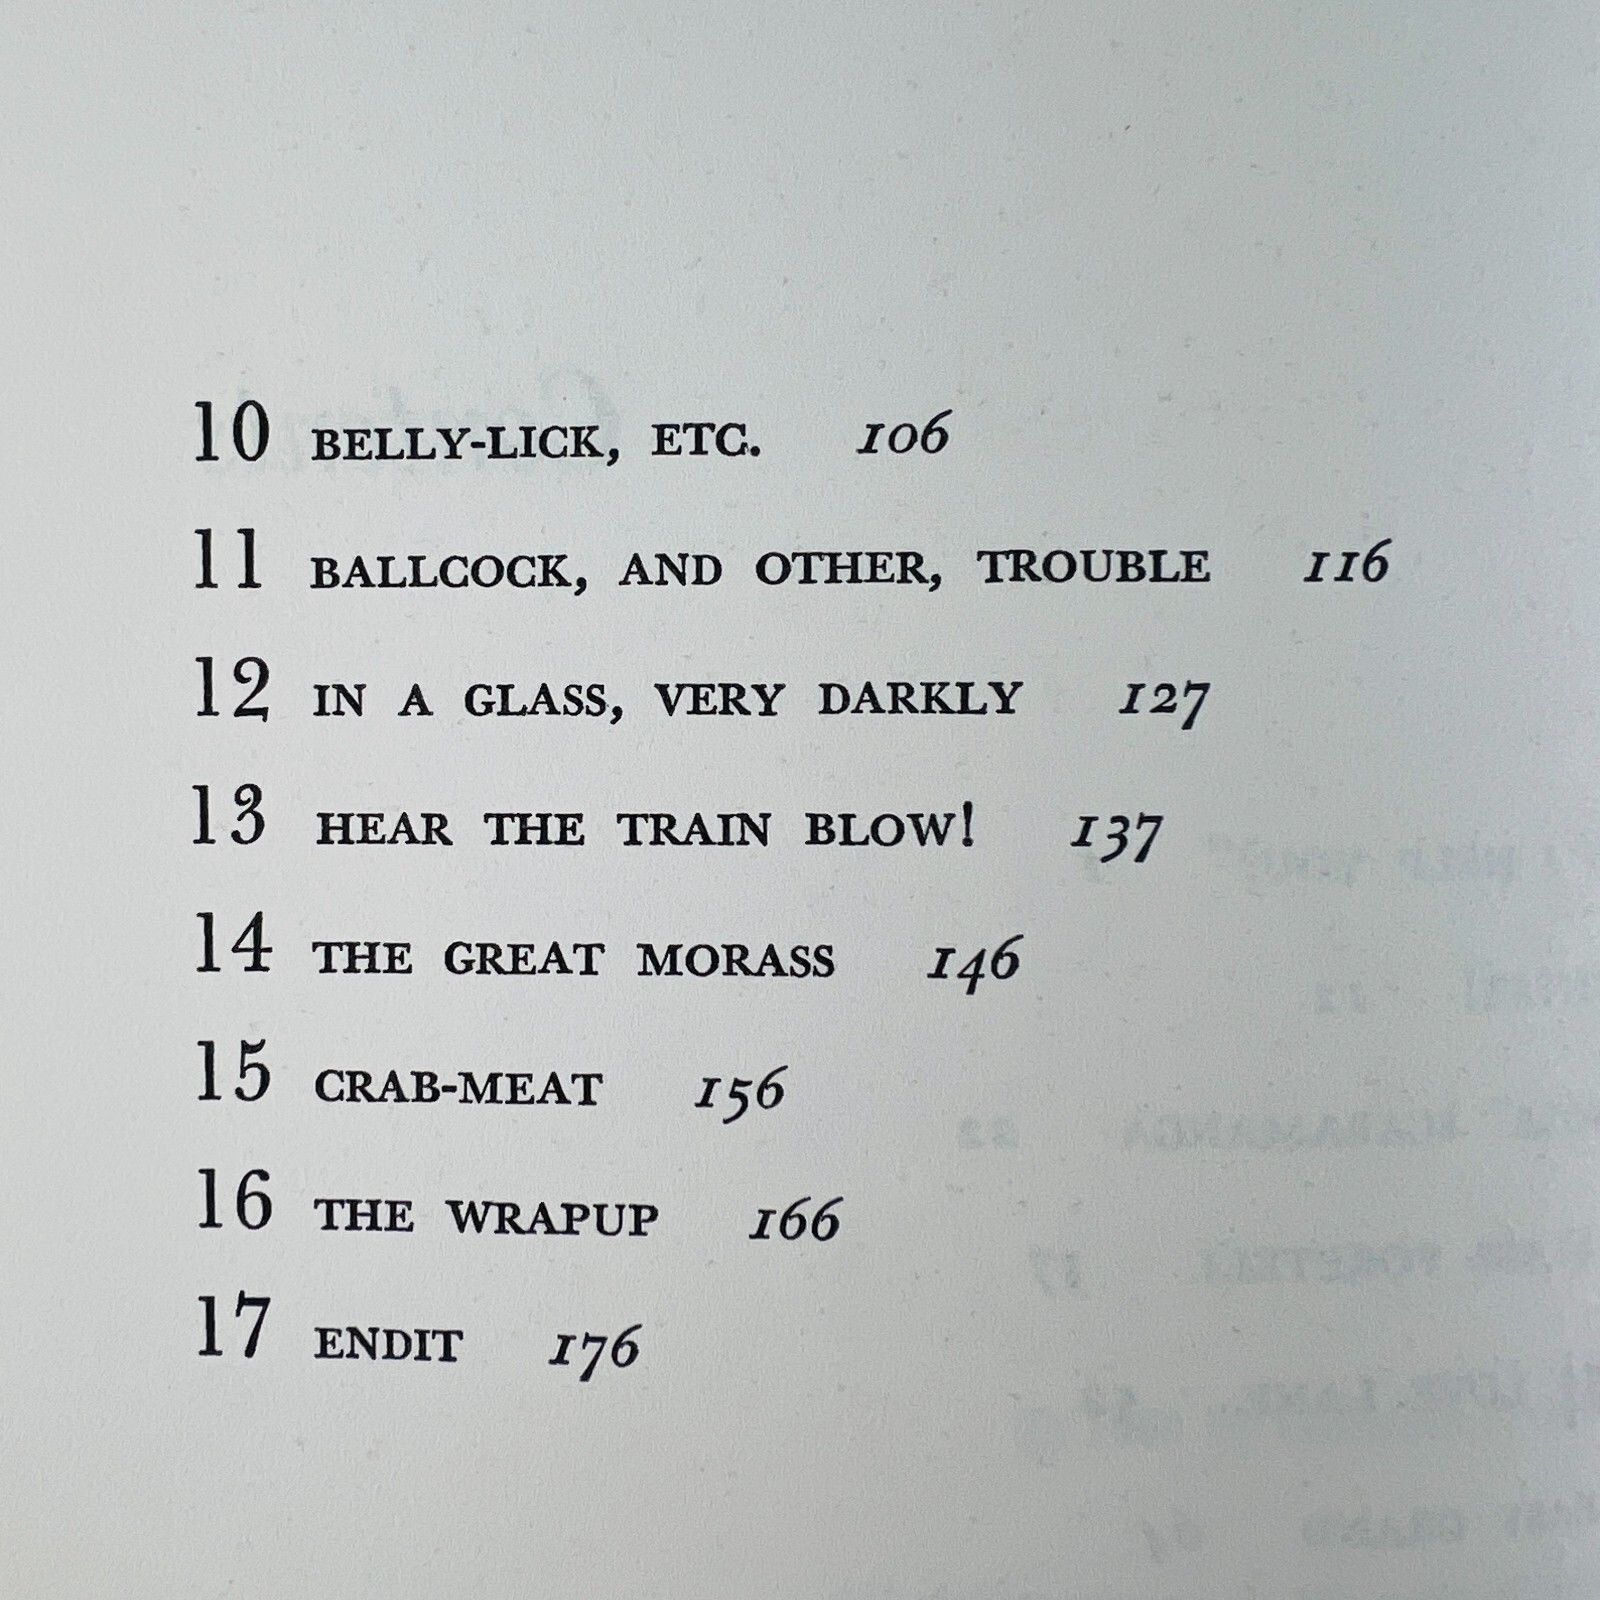 10 BELLY-LICK, ETC. 106
11 BALLCOCK, AND OTHER, TROUBLE 116
12 IN A GLASS, VERY DARKLY 127
13 HEAR THE TRAIN BLOW! 137
14 THE GREAT MORASS 146
15 CRAB-MEAT 156
16 THE WRAPUP 166
17 ENDIT 176